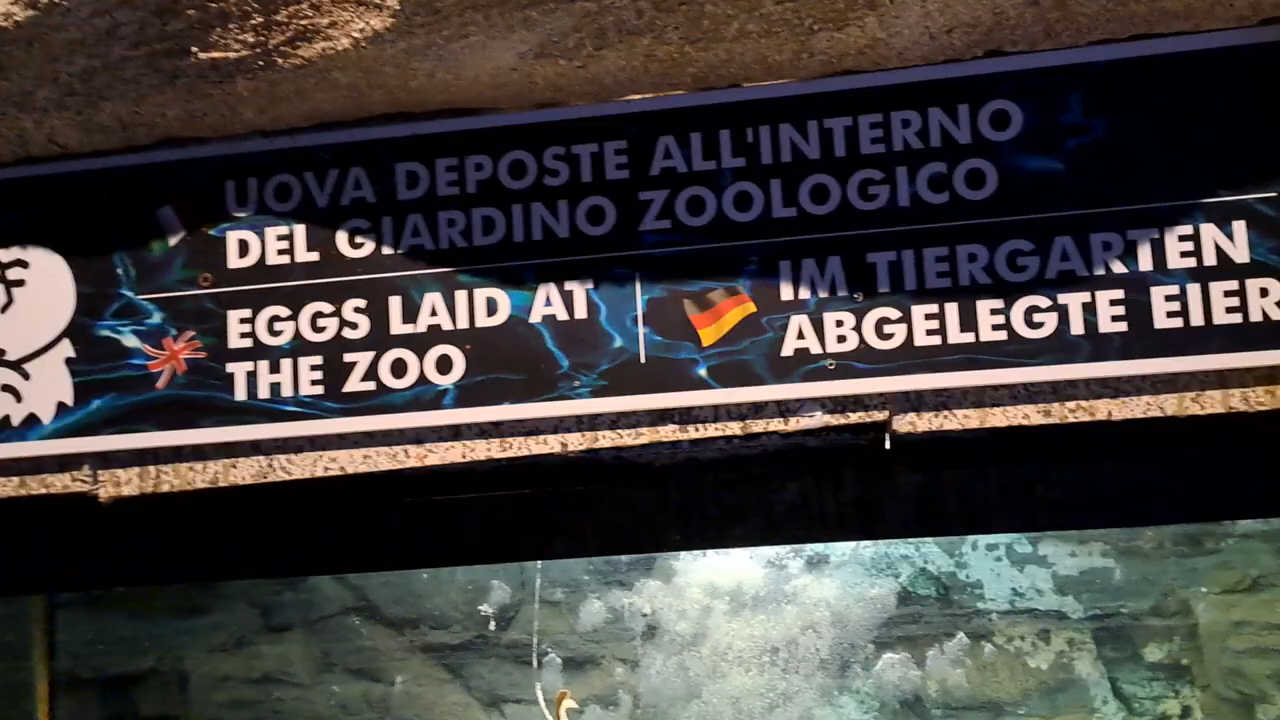 UOVA DEPOSTE ALL'INTERNO
DEL GIARDINO ZOOLOGICO
EGGS LAID AT
THE ZOO
IM TIERGARTEN
ABGELEGTE EIER